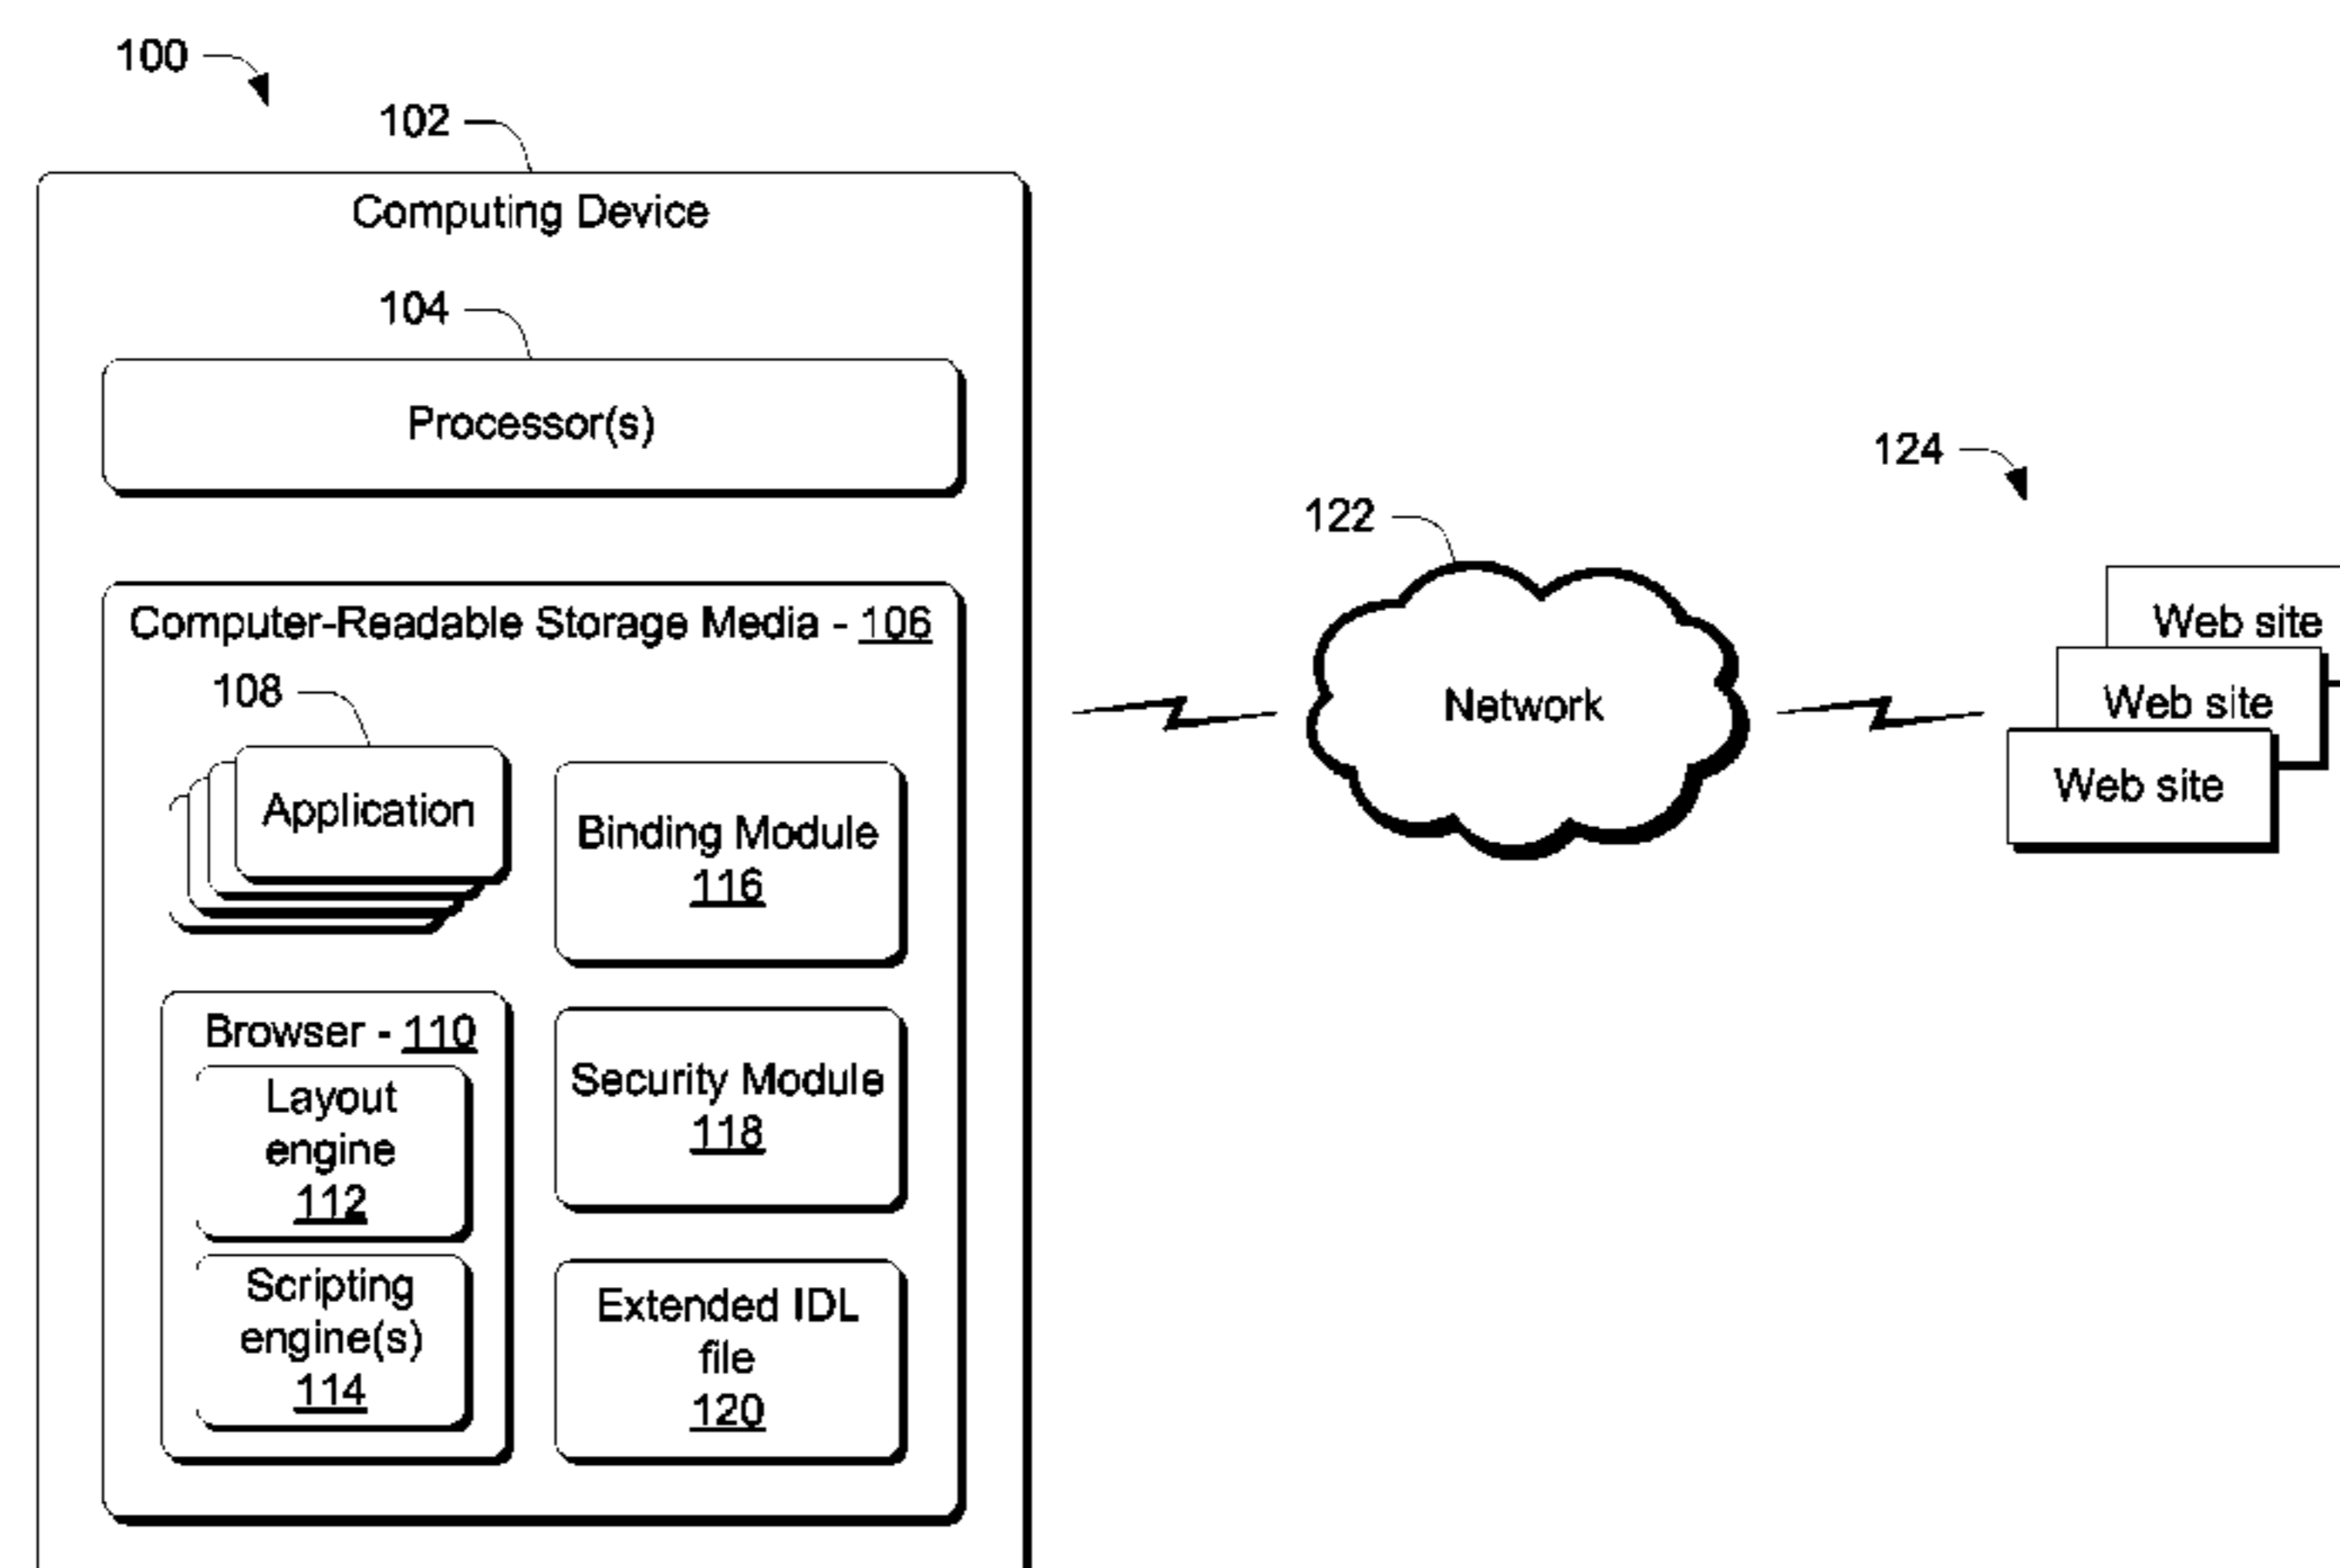 100
102
Computing Device
104
Processor(s)
Computer-Readable Storage Media - 106
108
Application
Binding Module
116
Browser - 110
Layout
engine
112
Scripting
engine(s)
114
Security Module
118
Extended IDL
file
120
122
Network
124
Web site
Web site
Web site